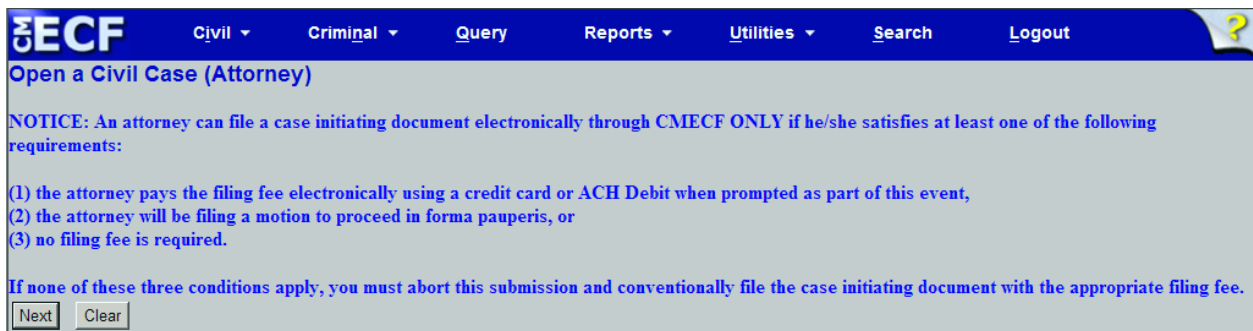 CM ECF Civil Criminal Query Reports Utilities Search Logout ?
Open a Civil Case (Attorney)
NOTICE: An attorney can file a case initiating document electronically through CMECF ONLY if he/she satisfies at least one of the following
requirements:
(1) the attorney pays the filing fee electronically using a credit card or ACH Debit when prompted as part of this event,
(2) the attorney will be filing a motion to proceed in forma pauperis, or
(3) no filing fee is required.
If none of these three conditions apply, you must abort this submission and conventionally file the case initiating document with the appropriate filing fee.
Next Clear